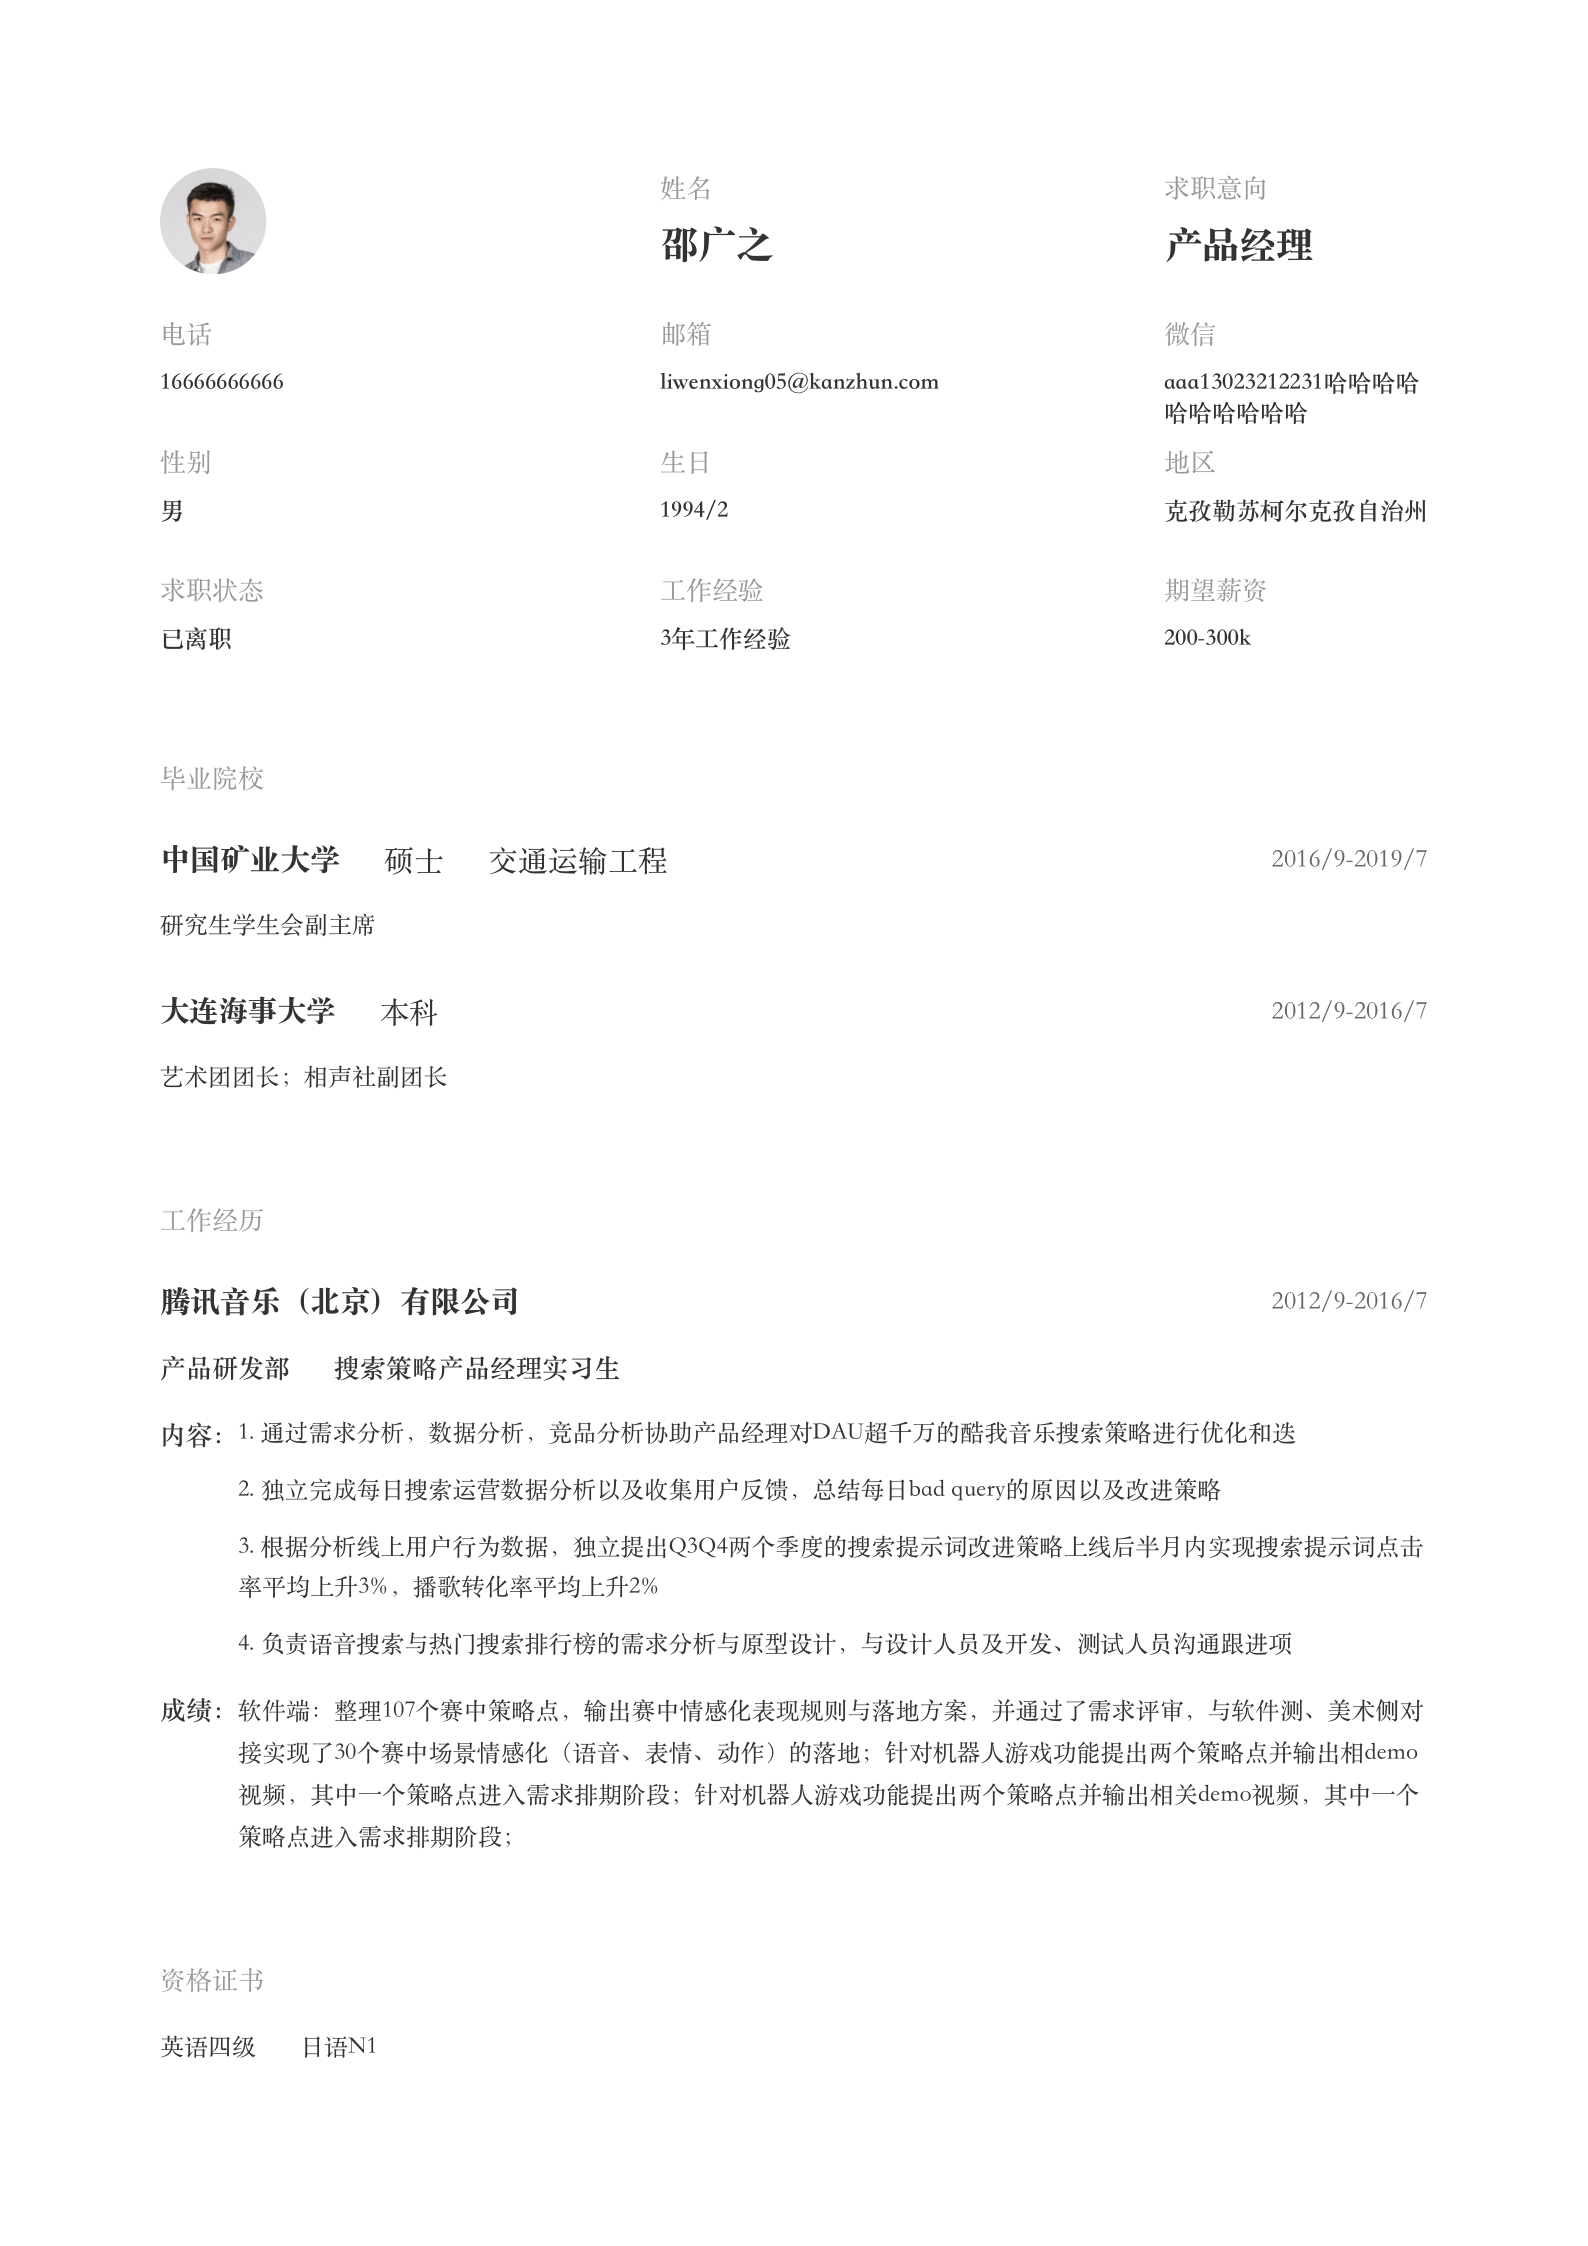 姓名
求职意向
邵广之
产品经理
电话
邮箱
微信
16666666666
liwenxiong05@kanzhun.com
aaa13023212231哈哈哈哈
哈哈哈哈哈哈
性别
生日
地区
男
1994/2
克孜勒苏柯尔克孜自治州
求职状态
工作经验
期望薪资
已离职
3年工作经验
200-300k
毕业院校
中国矿业大学 硕士 交通运输工程 2016/9-2019/7
研究生学生会副主席
大连海事大学 本科 2012/9-2016/7
艺术团团长；相声社副团长
工作经历
腾讯音乐（北京）有限公司 2012/9-2016/7
产品研发部 搜索策略产品经理实习生
内容：1. 通过需求分析，数据分析，竞品分析协助产品经理对DAU超千万的酷我音乐搜索策略进行优化和迭
2. 独立完成每日搜索运营数据分析以及收集用户反馈，总结每日bad query的原因以及改进策略
3. 根据分析线上用户行为数据，独立提出Q3Q4两个季度的搜索提示词改进策略上线后半月内实现搜索提示词点击
率平均上升3%，播歌转化率平均上升2%
4. 负责语音搜索与热门搜索排行榜的需求分析与原型设计，与设计人员及开发、测试人员沟通跟进项
成绩：软件端：整理107个赛中策略点，输出赛中情感化表现规则与落地方案，并通过了需求评审，与软件测、美术侧对
接实现了30个赛中场景情感化（语音、表情、动作）的落地；针对机器人游戏功能提出两个策略点并输出相demo
视频，其中一个策略点进入需求排期阶段；针对机器人游戏功能提出两个策略点并输出相关demo视频，其中一个
策略点进入需求排期阶段；
资格证书
英语四级 日语N1